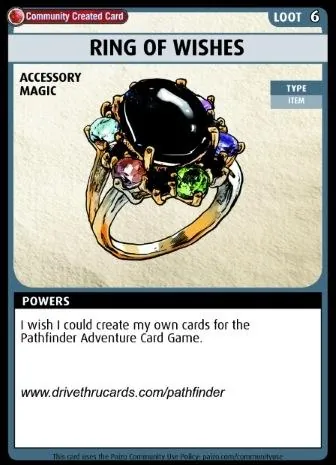 Community Created Card
LOOT 6
RING OF WISHES
ACCESSORY
MAGIC
TYPE
ITEM
POWERS
I wish I could create my own cards for the
Pathfinder Adventure Card Game.
www.drivethrucards.com/pathfinder
This card uses the Paizo Community Use Policy: paizo.com/communityuse